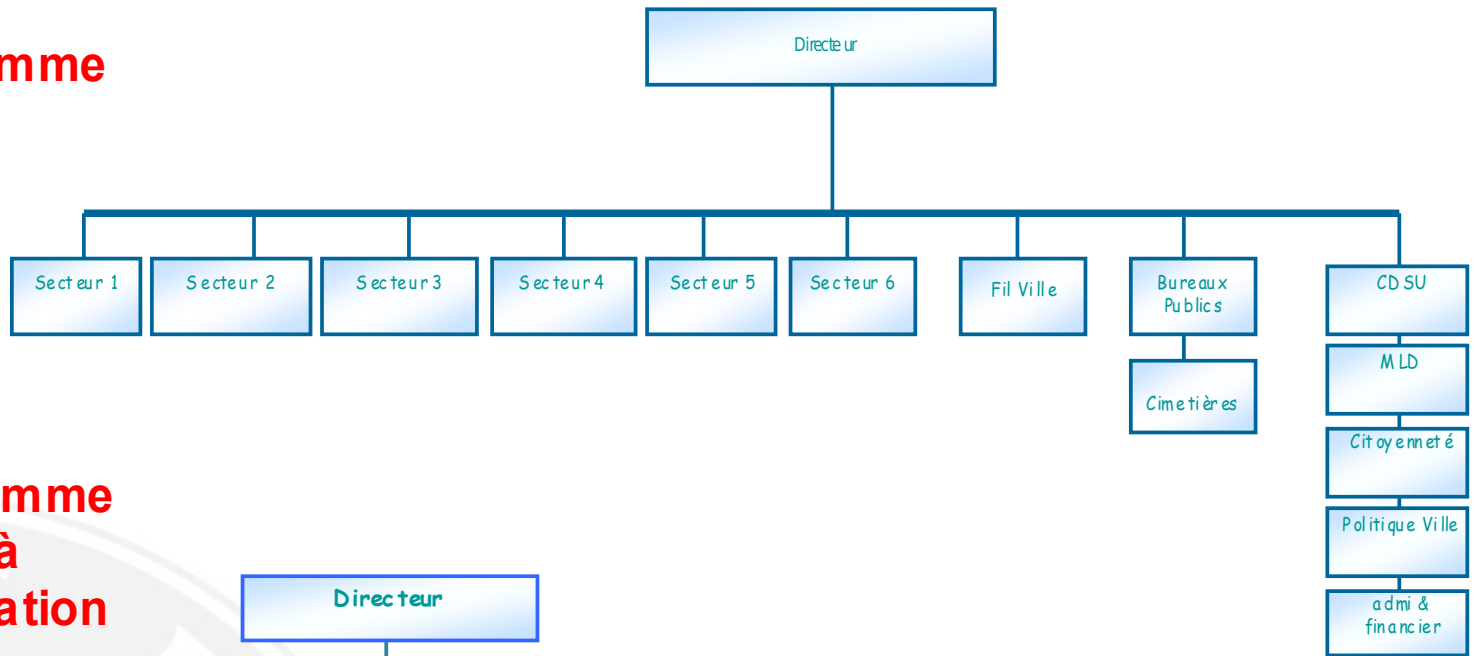 mme
Directeur
Secteur 1
Secteur 2
Secteur 3
Secteur 4
Secteur 5
Secteur 6
Fil Ville
Bureaux
Publics
CDSU
Cimetières
MLD
Citoyenneté
Politique Ville
admi &
financier
mme
à
ation
Directeur